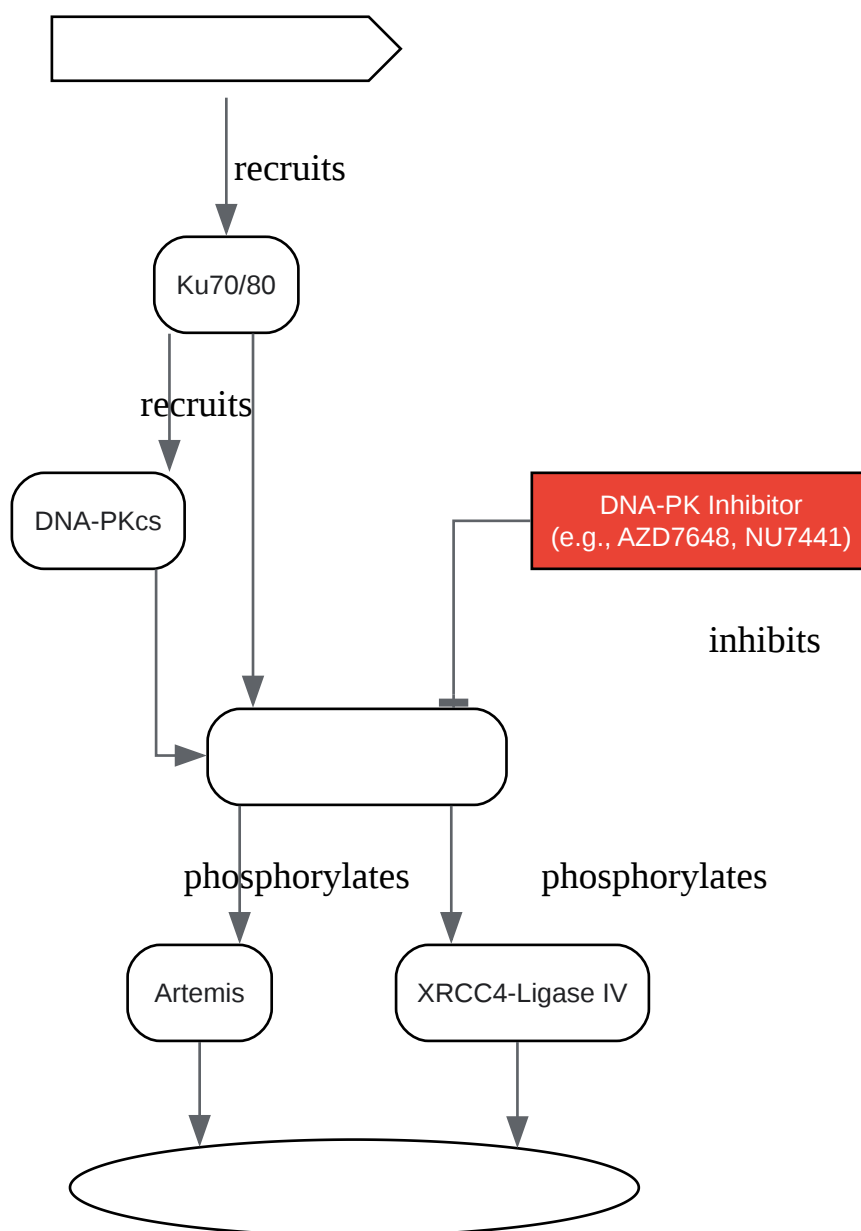 recruits
Ku70/80
recruits
DNA-PKcs
DNA-PK Inhibitor
(e.g., AZD7648, NU7441)
inhibits
phosphorylates
phosphorylates
Artemis
XRCC4-Ligase IV